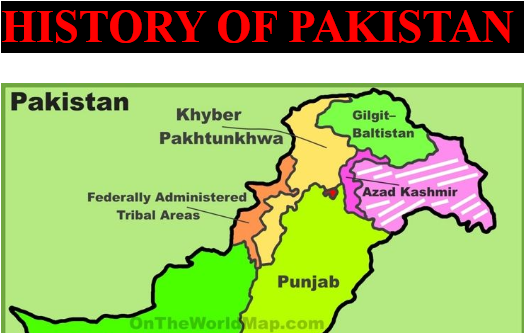 HISTORY OF PAKISTAN
Pakistan
Khyber
Pakhtunkhwa
Gilgit–
Baltistan
Azad Kashmir
Federally Administered
Tribal Areas
Punjab
OnTheWorldMap.com